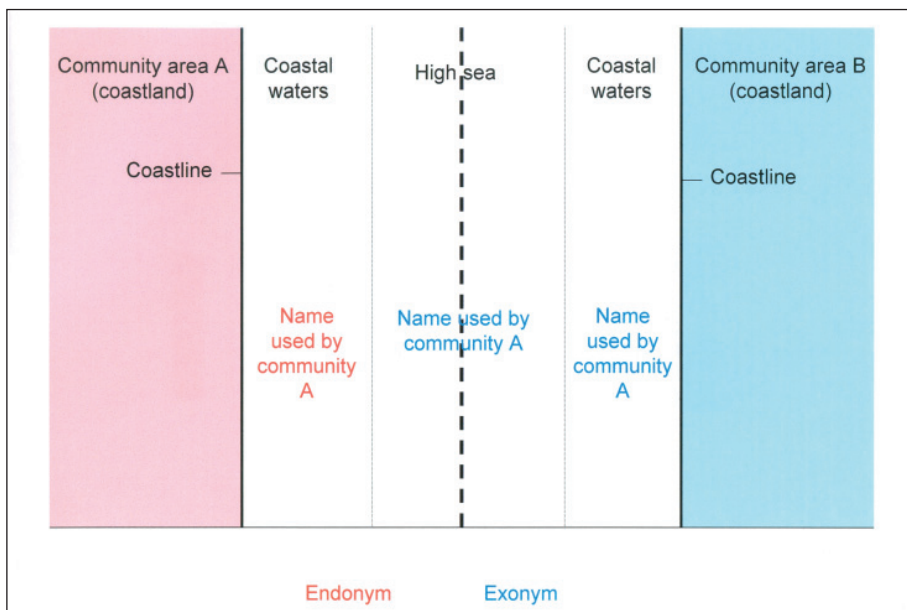 Community area A
(coastland)
Coastal
waters
High sea
Coastal
waters
Community area B
(coastland)
Coastline
Coastline
Name
used by
community
A
Name used by
community A
Name
used by
community
A
Endonym
Exonym